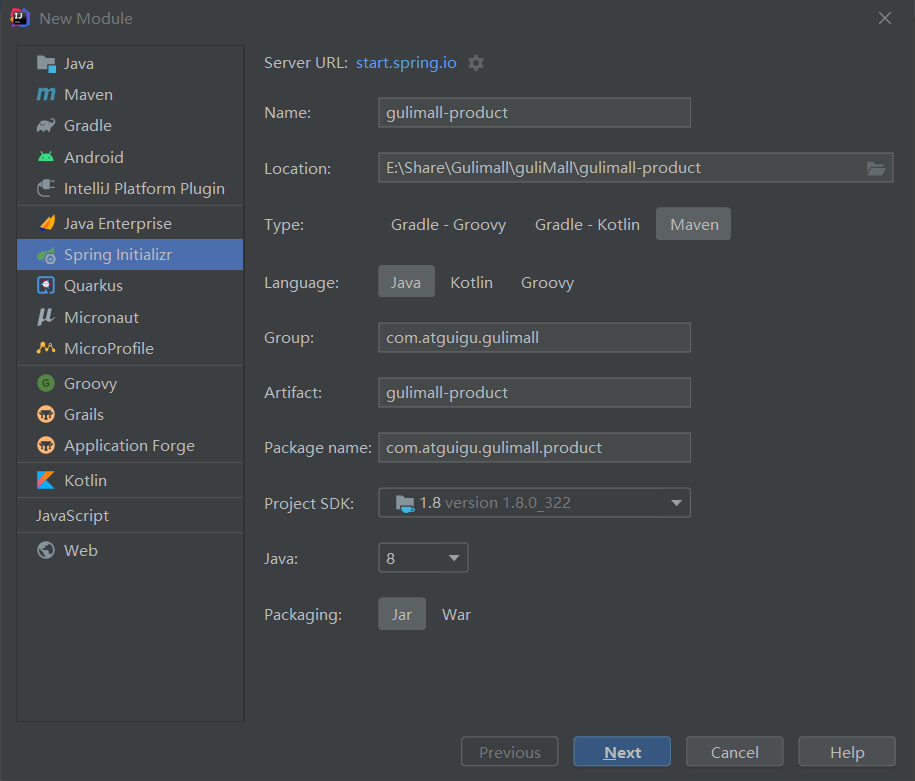 New Module
Java
Maven
Gradle
Android
IntelliJ Platform Plugin
Java Enterprise
Spring Initializr
Quarkus
Micronaut
MicroProfile
Groovy
Grails
Application Forge
Kotlin
JavaScript
Web
Server URL: start.spring.io
Name: gulimall-product
Location: E:\Share\Gulimall\guliMall\gulimall-product
Type: Gradle - Groovy Gradle - Kotlin Maven
Language: Java Kotlin Groovy
Group: com.atguigu.gulimall
Artifact: gulimall-product
Package name: com.atguigu.gulimall.product
Project SDK: 1.8 version 1.8.0_322
Java: 8
Packaging: Jar War
Previous Next Cancel Help